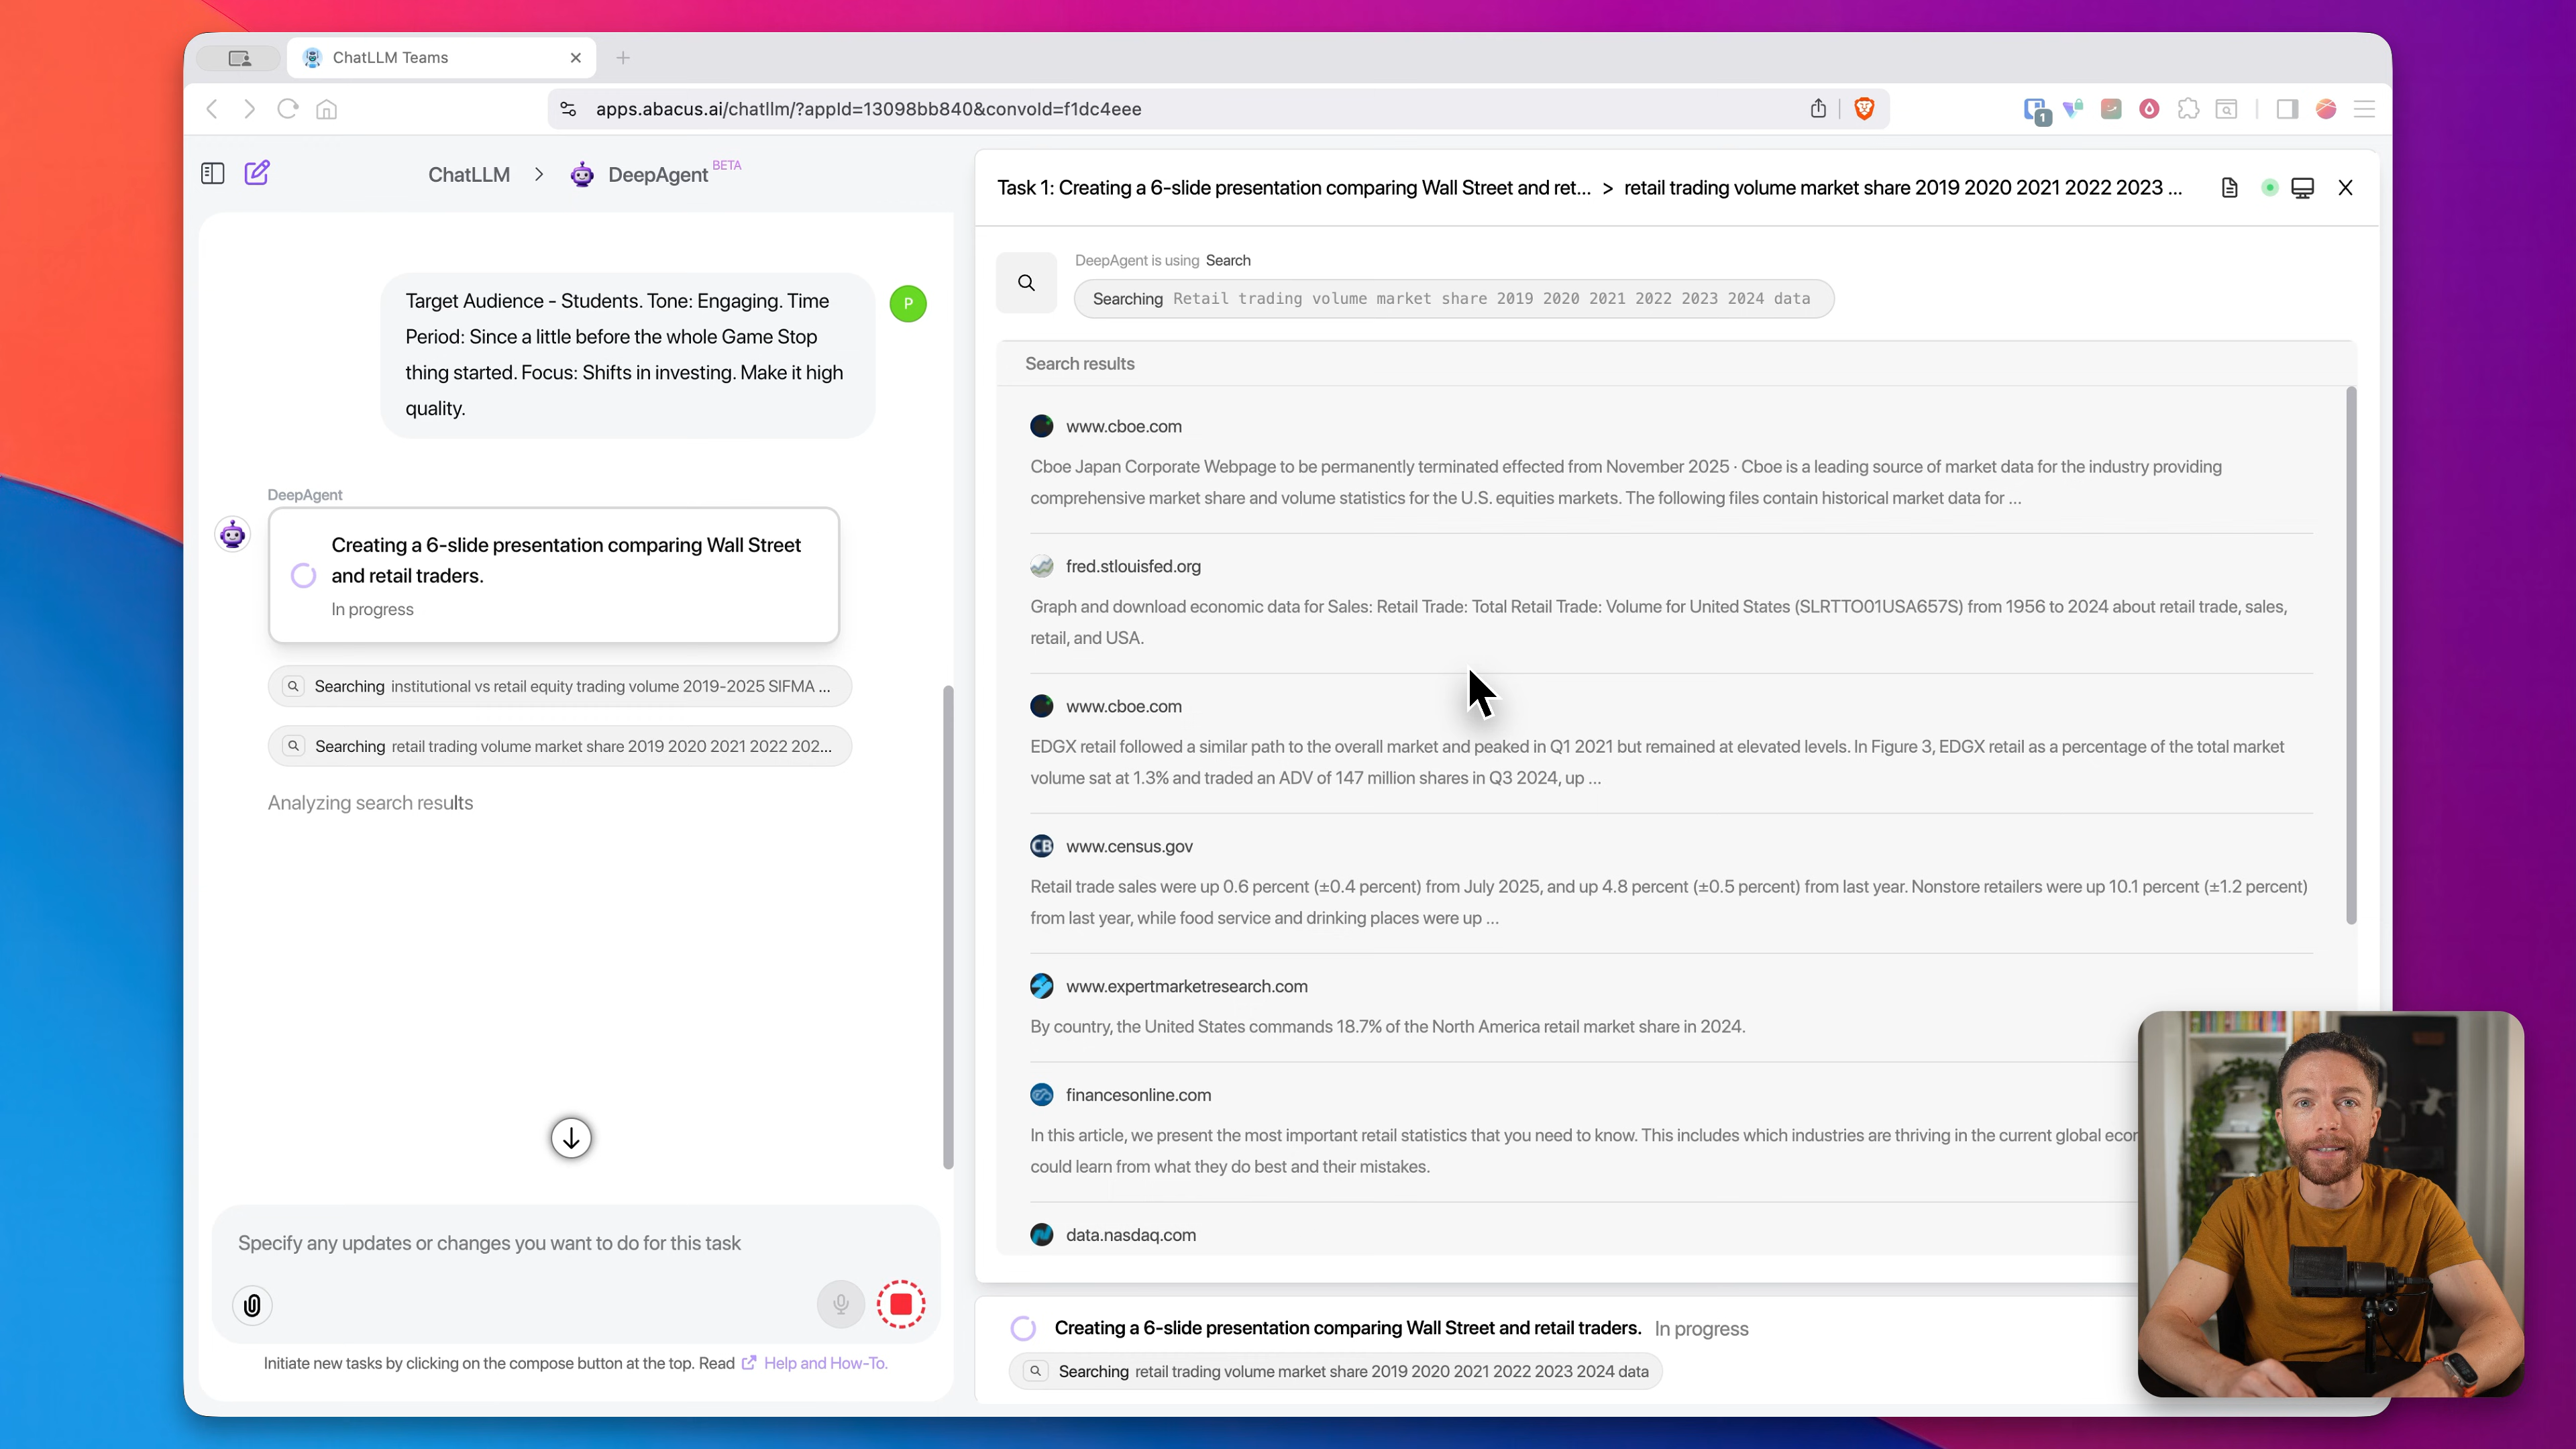 ChatLLM Teams
apps.abacus.ai/chatllm/?appId=13098bb840&convoId=f1dc4eee
1
ChatLLM > DeepAgent BETA
Target Audience - Students. Tone: Engaging. Time
Period: Since a little before the whole Game Stop
thing started. Focus: Shifts in investing. Make it high
quality.
P
DeepAgent
Creating a 6-slide presentation comparing Wall Street
and retail traders.
In progress
Searching institutional vs retail equity trading volume 2019-2025 SIFMA ...
Searching retail trading volume market share 2019 2020 2021 2022 202...
Analyzing search results
Specify any updates or changes you want to do for this task
Initiate new tasks by clicking on the compose button at the top. Read Help and How-To.
Task 1: Creating a 6-slide presentation comparing Wall Street and ret... > retail trading volume market share 2019 2020 2021 2022 2023 ...
DeepAgent is using Search
Searching Retail trading volume market share 2019 2020 2021 2022 2023 2024 data
Search results
www.cboe.com
Cboe Japan Corporate Webpage to be permanently terminated effected from November 2025 · Cboe is a leading source of market data for the industry providing
comprehensive market share and volume statistics for the U.S. equities markets. The following files contain historical market data for ...
fred.stlouisfed.org
Graph and download economic data for Sales: Retail Trade: Total Retail Trade: Volume for United States (SLRTTO01USA657S) from 1956 to 2024 about retail trade, sales,
retail, and USA.
www.cboe.com
EDGX retail followed a similar path to the overall market and peaked in Q1 2021 but remained at elevated levels. In Figure 3, EDGX retail as a percentage of the total market
volume sat at 1.3% and traded an ADV of 147 million shares in Q3 2024, up ...
CB
www.census.gov
Retail trade sales were up 0.6 percent (±0.4 percent) from July 2025, and up 4.8 percent (±0.5 percent) from last year. Nonstore retailers were up 10.1 percent (±1.2 percent)
from last year, while food service and drinking places were up ...
www.expertmarketresearch.com
By country, the United States commands 18.7% of the North America retail market share in 2024.
financesonline.com
In this article, we present the most important retail statistics that you need to know. This includes which industries are thriving in the current global
could learn from what they do best and their mistakes.
data.nasdaq.com
Creating a 6-slide presentation comparing Wall Street and retail traders. In progress
Searching retail trading volume market share 2019 2020 2021 2022 2023 2024 data